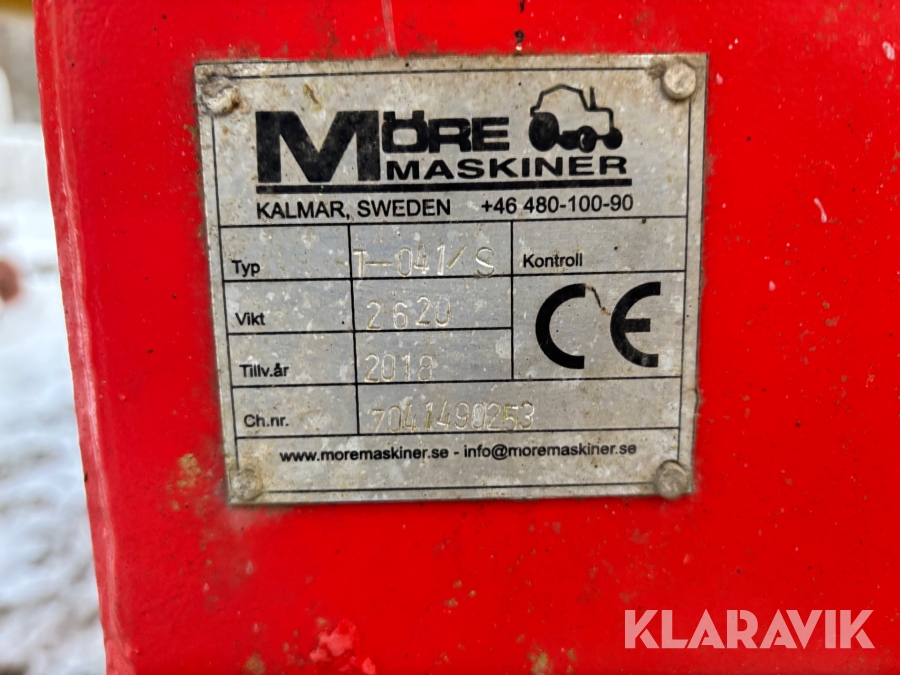 MÖRE
MASKINER
KALMAR, SWEDEN +46 480-100-90
Typ T-041/S Kontroll
Vikt 2620 CE
Tillv.år 2018
Ch.nr. 7041490253
www.moremaskiner.se - info@moremaskiner.se
KLARAVIK